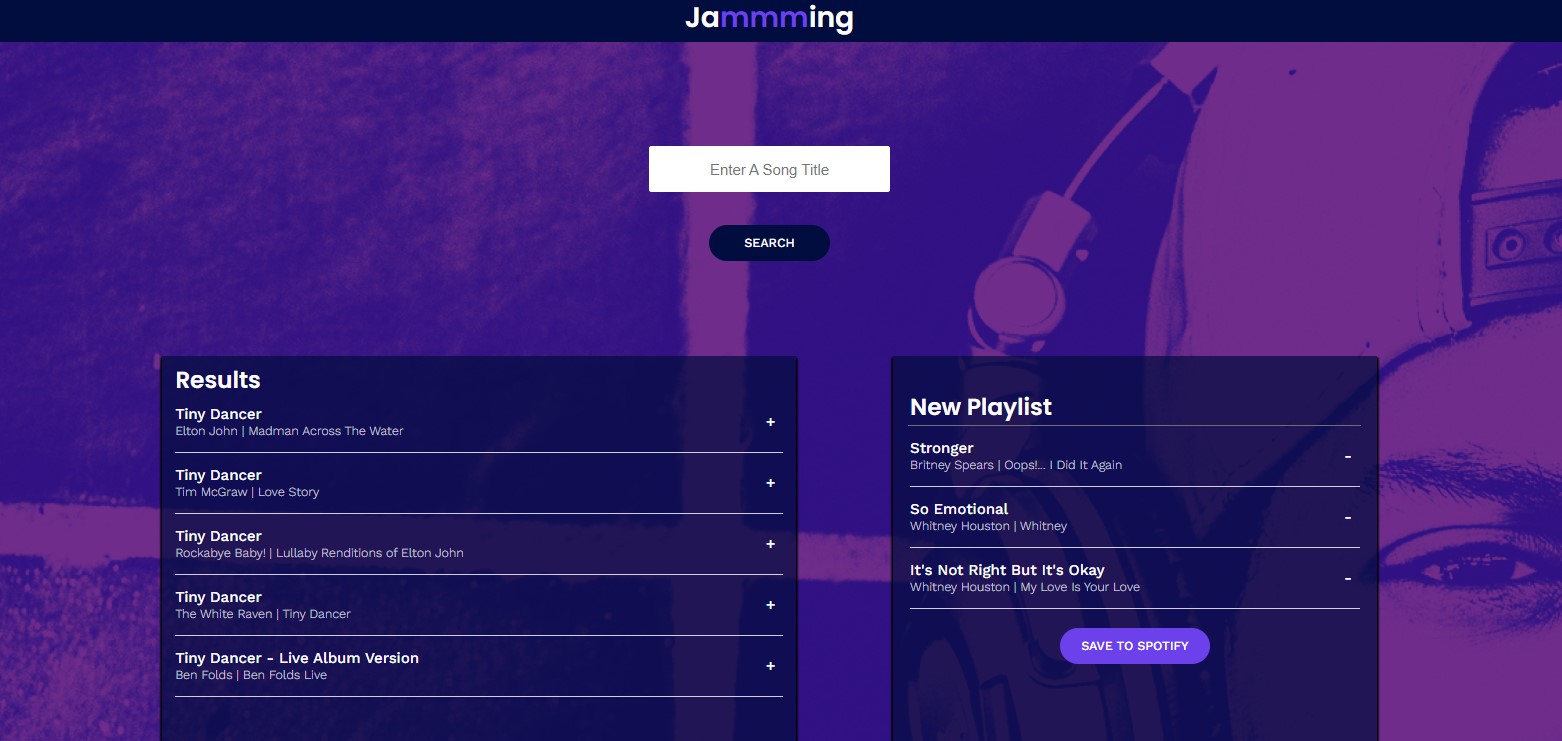 Jammming
Enter A Song Title
SEARCH
Results
Tiny Dancer
Elton John | Madman Across The Water
+
Tiny Dancer
Tim McGraw | Love Story
+
Tiny Dancer
Rockabye Baby! | Lullaby Renditions of Elton John
+
Tiny Dancer
The White Raven | Tiny Dancer
+
Tiny Dancer - Live Album Version
Ben Folds | Ben Folds Live
+
New Playlist
Stronger
Britney Spears | Oops!... I Did It Again
-
So Emotional
Whitney Houston | Whitney
-
It's Not Right But It's Okay
Whitney Houston | My Love Is Your Love
-
SAVE TO SPOTIFY